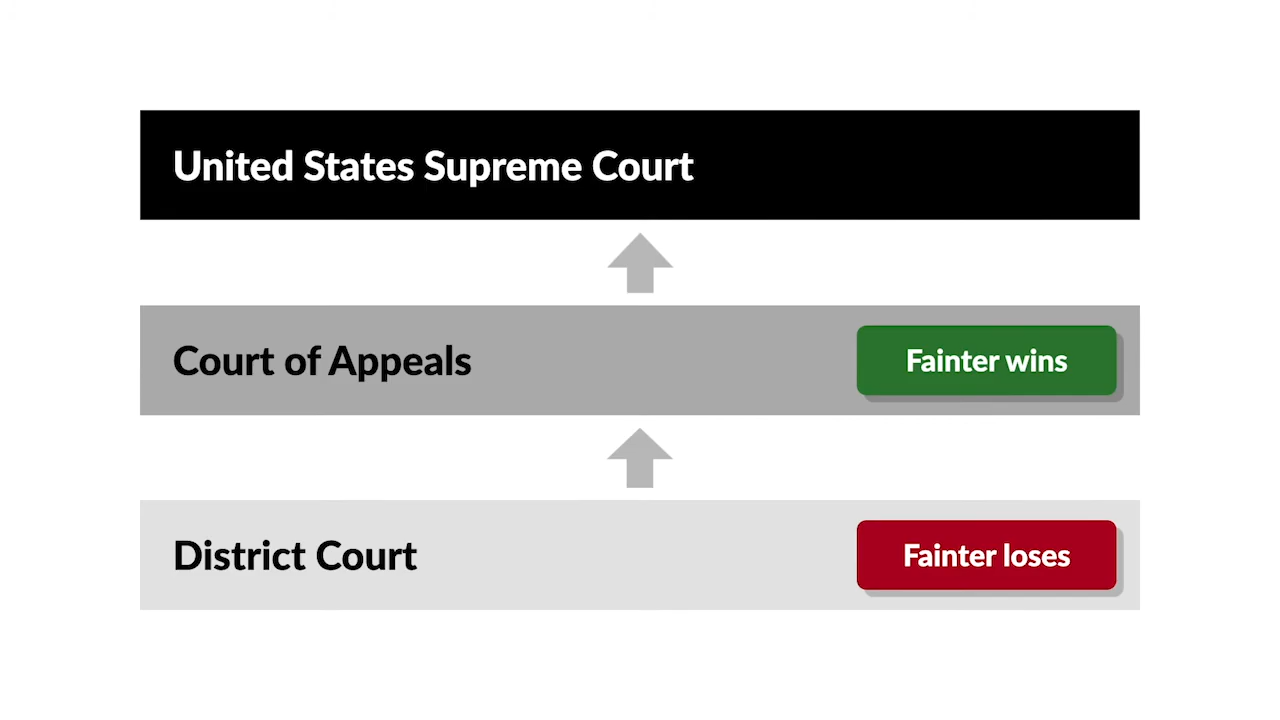 United States Supreme Court
Court of Appeals
Fainter wins
District Court
Fainter loses